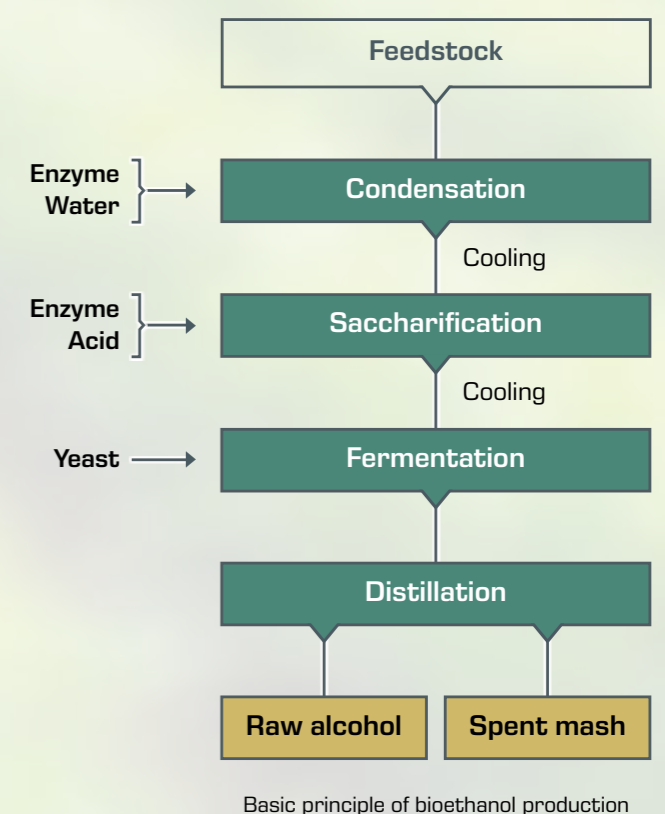 Feedstock
Enzyme
Water
Condensation
Cooling
Enzyme
Acid
Saccharification
Cooling
Yeast
Fermentation
Distillation
Raw alcohol
Spent mash
Basic principle of bioethanol production